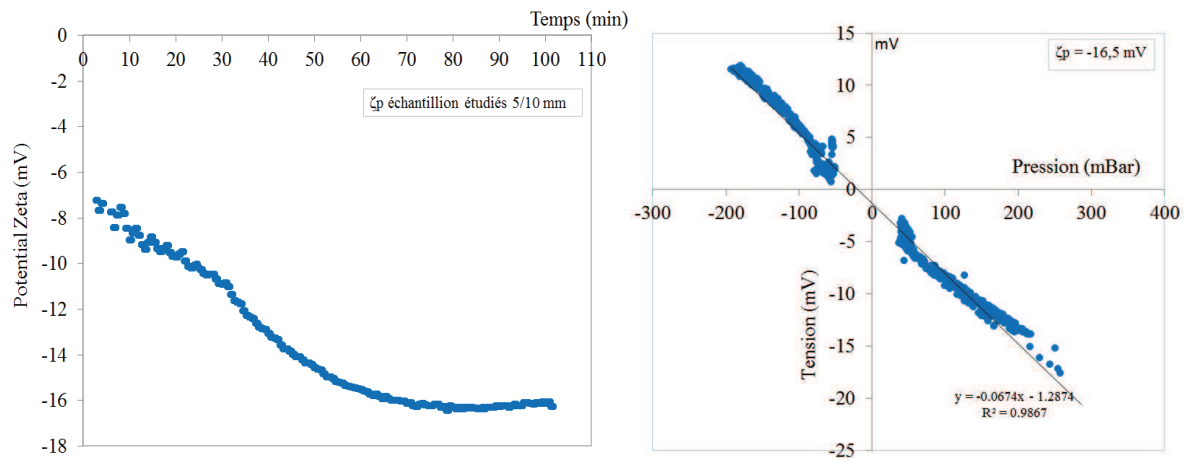 Temps (min)
0
0 10 20 30 40 50 60 70 80 90 100 110
-2
-4
-6
-8
-10
-12
-14
-16
-18
ζp échantillion étudiés 5/10 mm
Potential Zeta (mV)
15
mV
ζp = -16,5 mV
10
5
Pression (mBar)
0
-300 -200 -100 0 100 200 300 400
-5
-10
-15
-20
-25
Tension (mV)
y = -0.0674x - 1.2874
R² = 0.9867